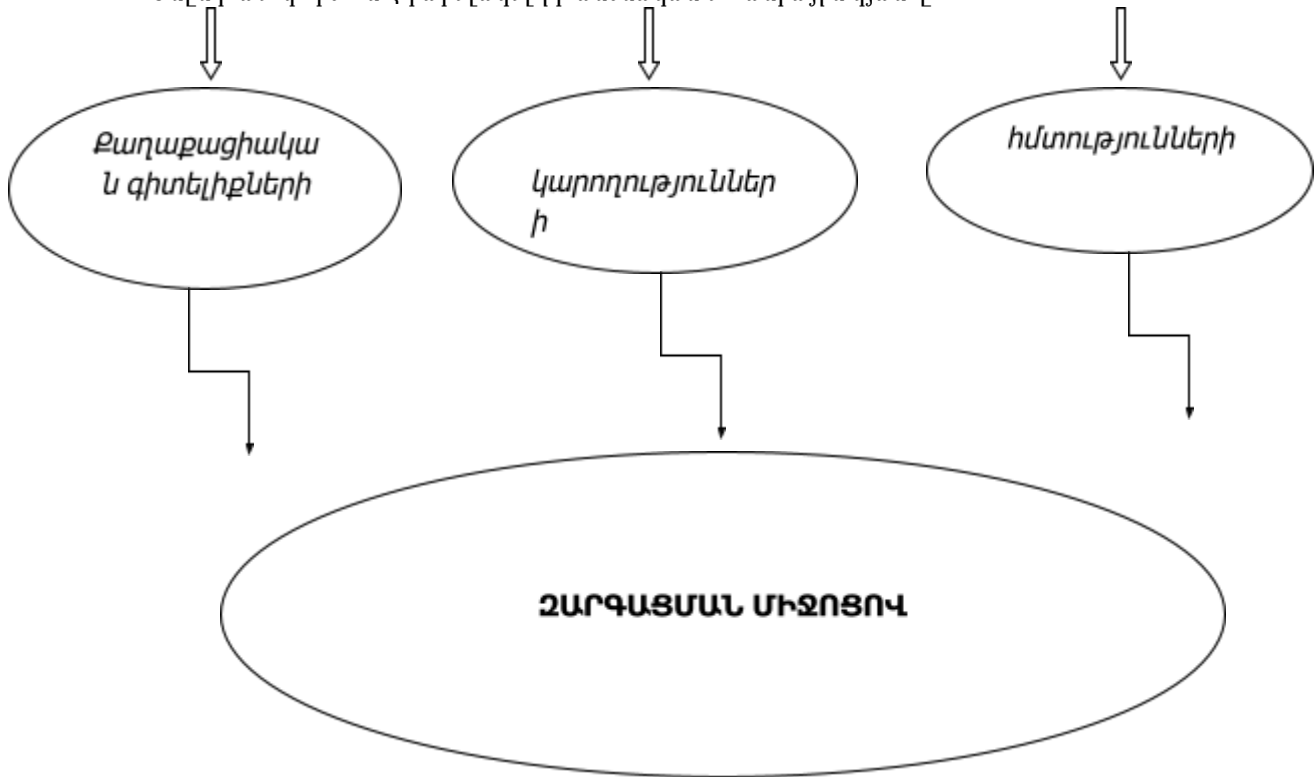 Քաղաքացիակա
ն գիտելիքների
կարողություններ
ի
հմտությունների
ԶԱՐԳԱՑՄԱՆ ՄԻՋՈՑՈՎ